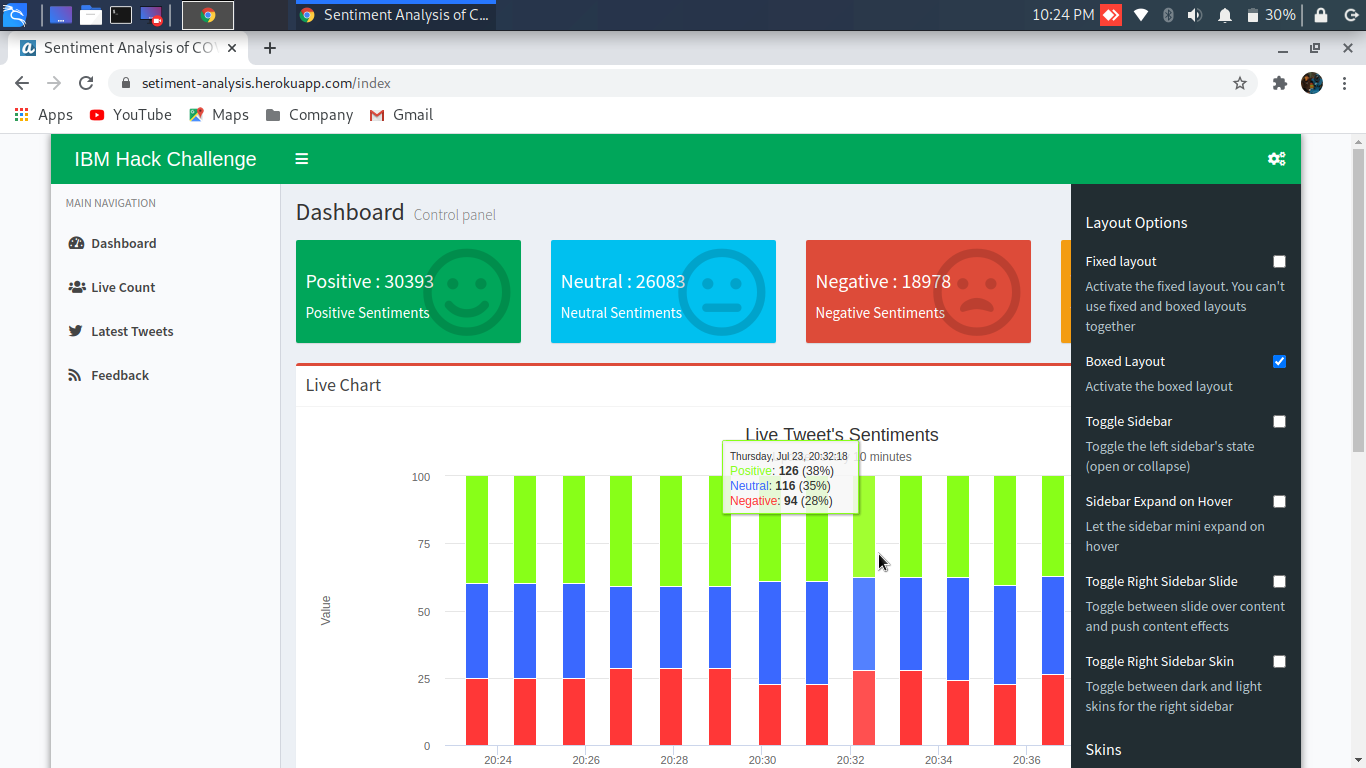 Sentiment Analysis of C...
10:24 PM
30%
Sentiment Analysis of CO
setiment-analysis.herokuapp.com/index
Apps
YouTube
Maps
Company
Gmail
IBM Hack Challenge
MAIN NAVIGATION
Dashboard
Live Count
Latest Tweets
Feedback
Dashboard Control panel
Positive : 30393
Positive Sentiments
Neutral : 26083
Neutral Sentiments
Negative : 18978
Negative Sentiments
Live Chart
Live Tweet's Sentiments
0 minutes
Thursday, Jul 23, 20:32:18
Positive: 126 (38%)
Neutral: 116 (35%)
Negative: 94 (28%)
Value
100
75
50
25
0
20:24
20:26
20:28
20:30
20:32
20:34
20:36
Layout Options
Fixed layout
Activate the fixed layout. You can't
use fixed and boxed layouts
together
Boxed Layout
Activate the boxed layout
Toggle Sidebar
Toggle the left sidebar's state
(open or collapse)
Sidebar Expand on Hover
Let the sidebar mini expand on
hover
Toggle Right Sidebar Slide
Toggle between slide over content
and push content effects
Toggle Right Sidebar Skin
Toggle between dark and light
skins for the right sidebar
Skins